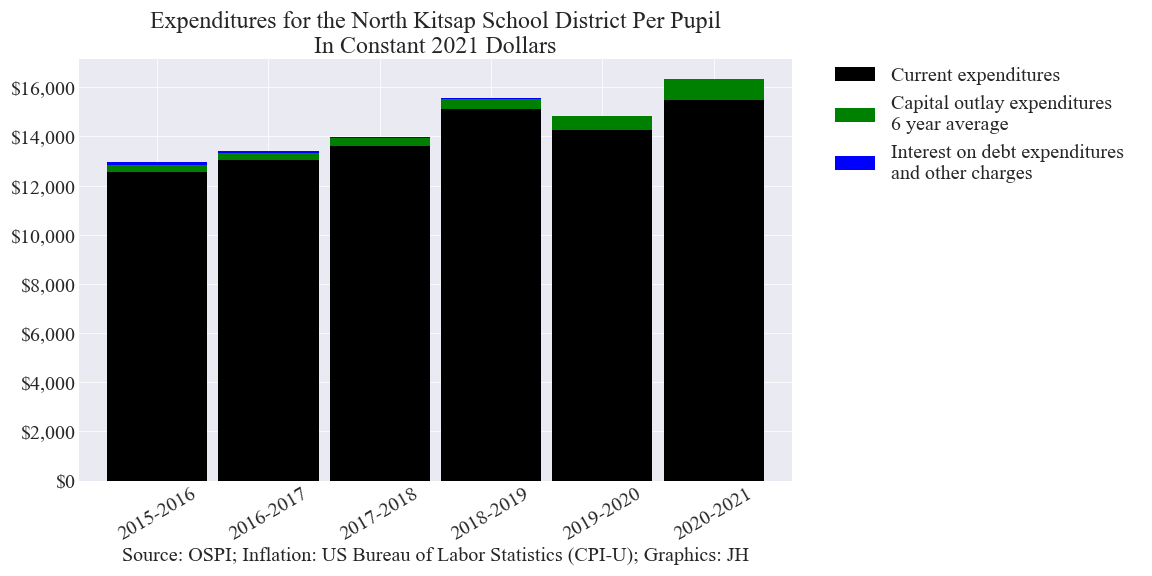 Expenditures for the North Kitsap School District Per Pupil
In Constant 2021 Dollars
$16,000
$14,000
$12,000
$10,000
$8,000
$6,000
$4,000
$2,000
$0
2015-2016
2016-2017
2017-2018
2018-2019
2019-2020
2020-2021
Source: OSPI; Inflation: US Bureau of Labor Statistics (CPI-U); Graphics: JH
Current expenditures
Capital outlay expenditures
6 year average
Interest on debt expenditures
and other charges